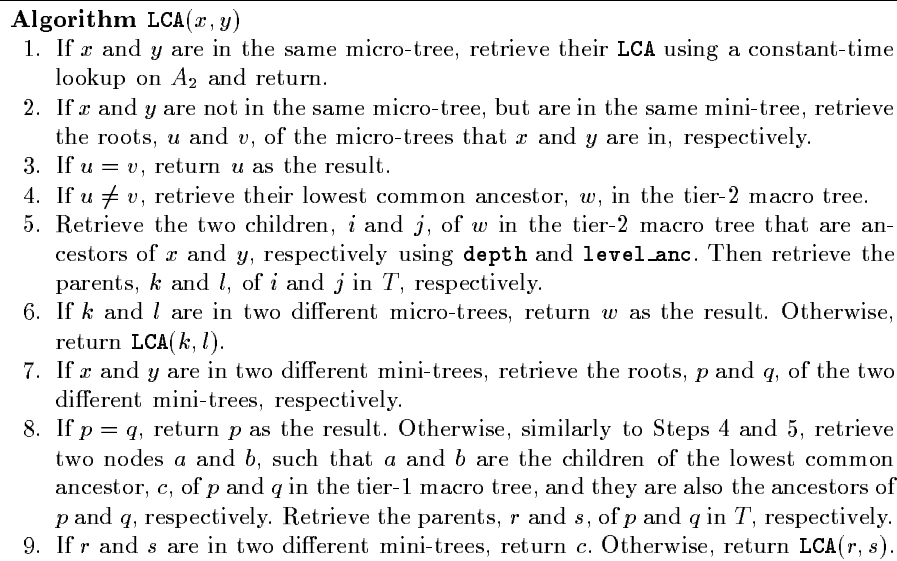 Algorithm LCA(x, y)
1. If x and y are in the same micro-tree, retrieve their LCA using a constant-time
lookup on A₂ and return.
2. If x and y are not in the same micro-tree, but are in the same mini-tree, retrieve
the roots, u and v, of the micro-trees that x and y are in, respectively.
3. If u = v, return u as the result.
4. If u ≠ v, retrieve their lowest common ancestor, w, in the tier-2 macro tree.
5. Retrieve the two children, i and j, of w in the tier-2 macro tree that are an-
cestors of x and y, respectively using depth and level_anc. Then retrieve the
parents, k and l, of i and j in T, respectively.
6. If k and l are in two different micro-trees, return w as the result. Otherwise,
return LCA(k, l).
7. If x and y are in two different mini-trees, retrieve the roots, p and q, of the two
different mini-trees, respectively.
8. If p = q, return p as the result. Otherwise, similarly to Steps 4 and 5, retrieve
two nodes a and b, such that a and b are the children of the lowest common
ancestor, c, of p and q in the tier-1 macro tree, and they are also the ancestors of
p and q, respectively. Retrieve the parents, r and s, of p and q in T, respectively.
9. If r and s are in two different mini-trees, return c. Otherwise, return LCA(r, s).